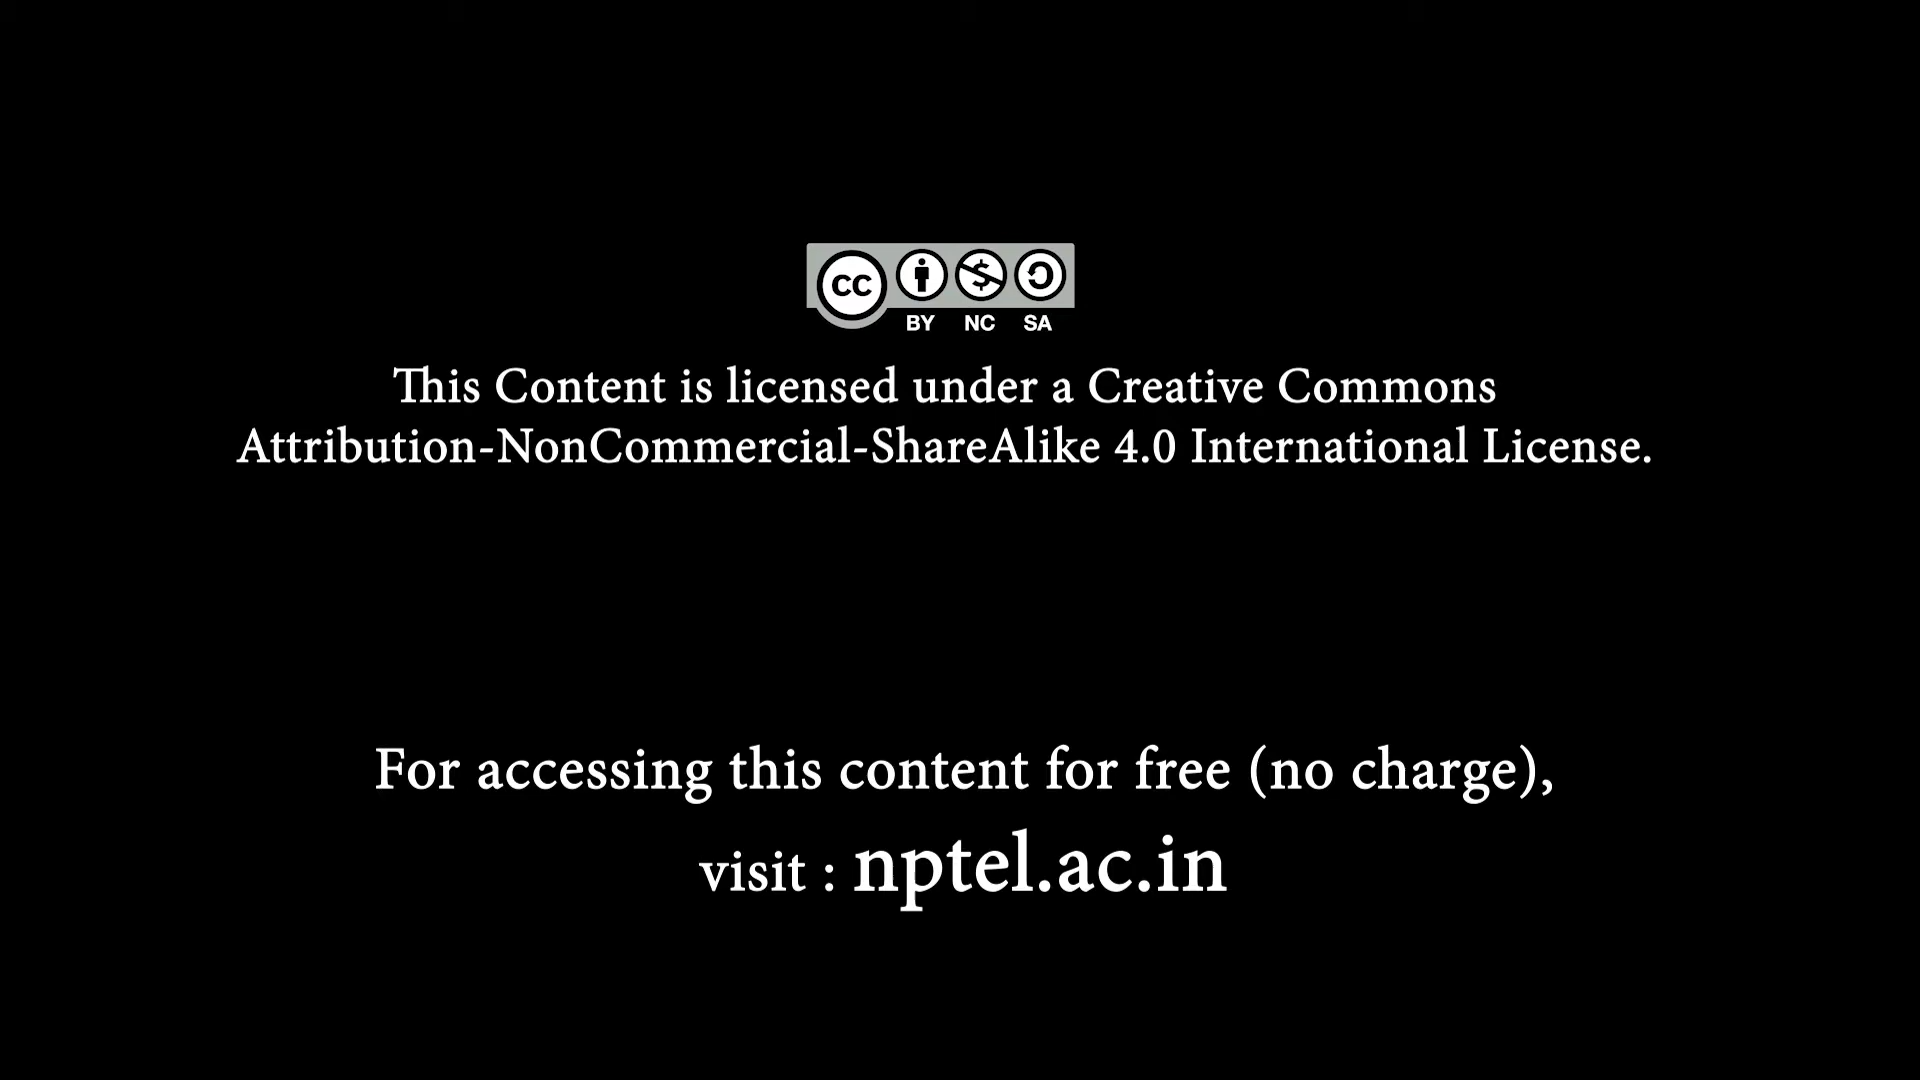 cc
BY NC SA
This Content is licensed under a Creative Commons
Attribution-NonCommercial-ShareAlike 4.0 International License.
For accessing this content for free (no charge),
visit : nptel.ac.in